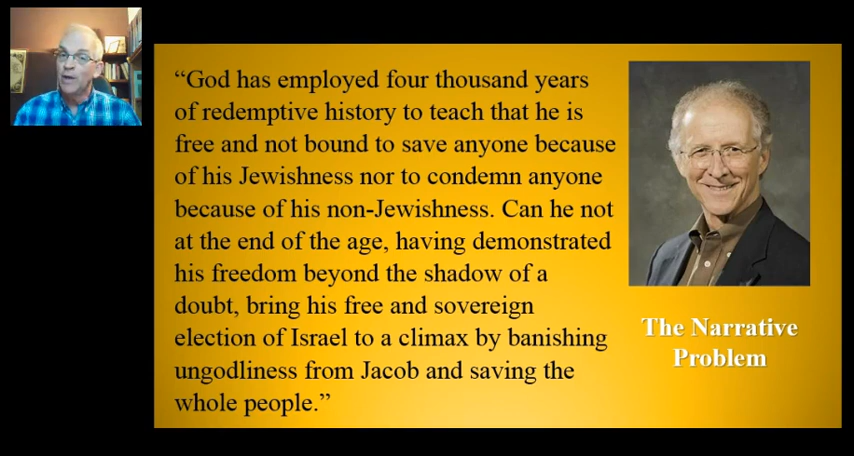 “God has employed four thousand years
of redemptive history to teach that he is
free and not bound to save anyone because
of his Jewishness nor to condemn anyone
because of his non-Jewishness. Can he not
at the end of the age, having demonstrated
his freedom beyond the shadow of a
doubt, bring his free and sovereign
election of Israel to a climax by banishing
ungodliness from Jacob and saving the
whole people.”
The Narrative
Problem